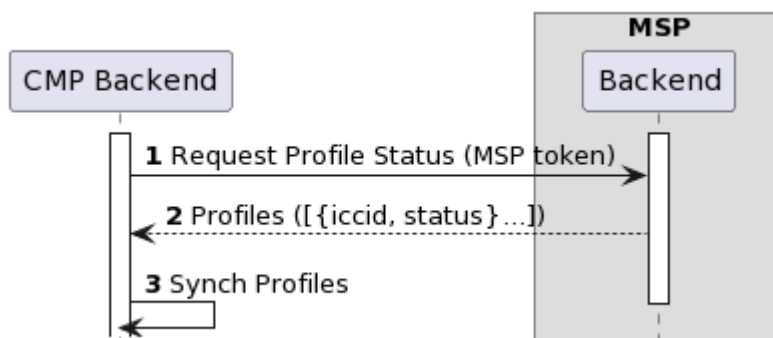 MSP
CMP Backend
Backend
1 Request Profile Status (MSP token)
2 Profiles ([{iccid, status}...])
3 Synch Profiles